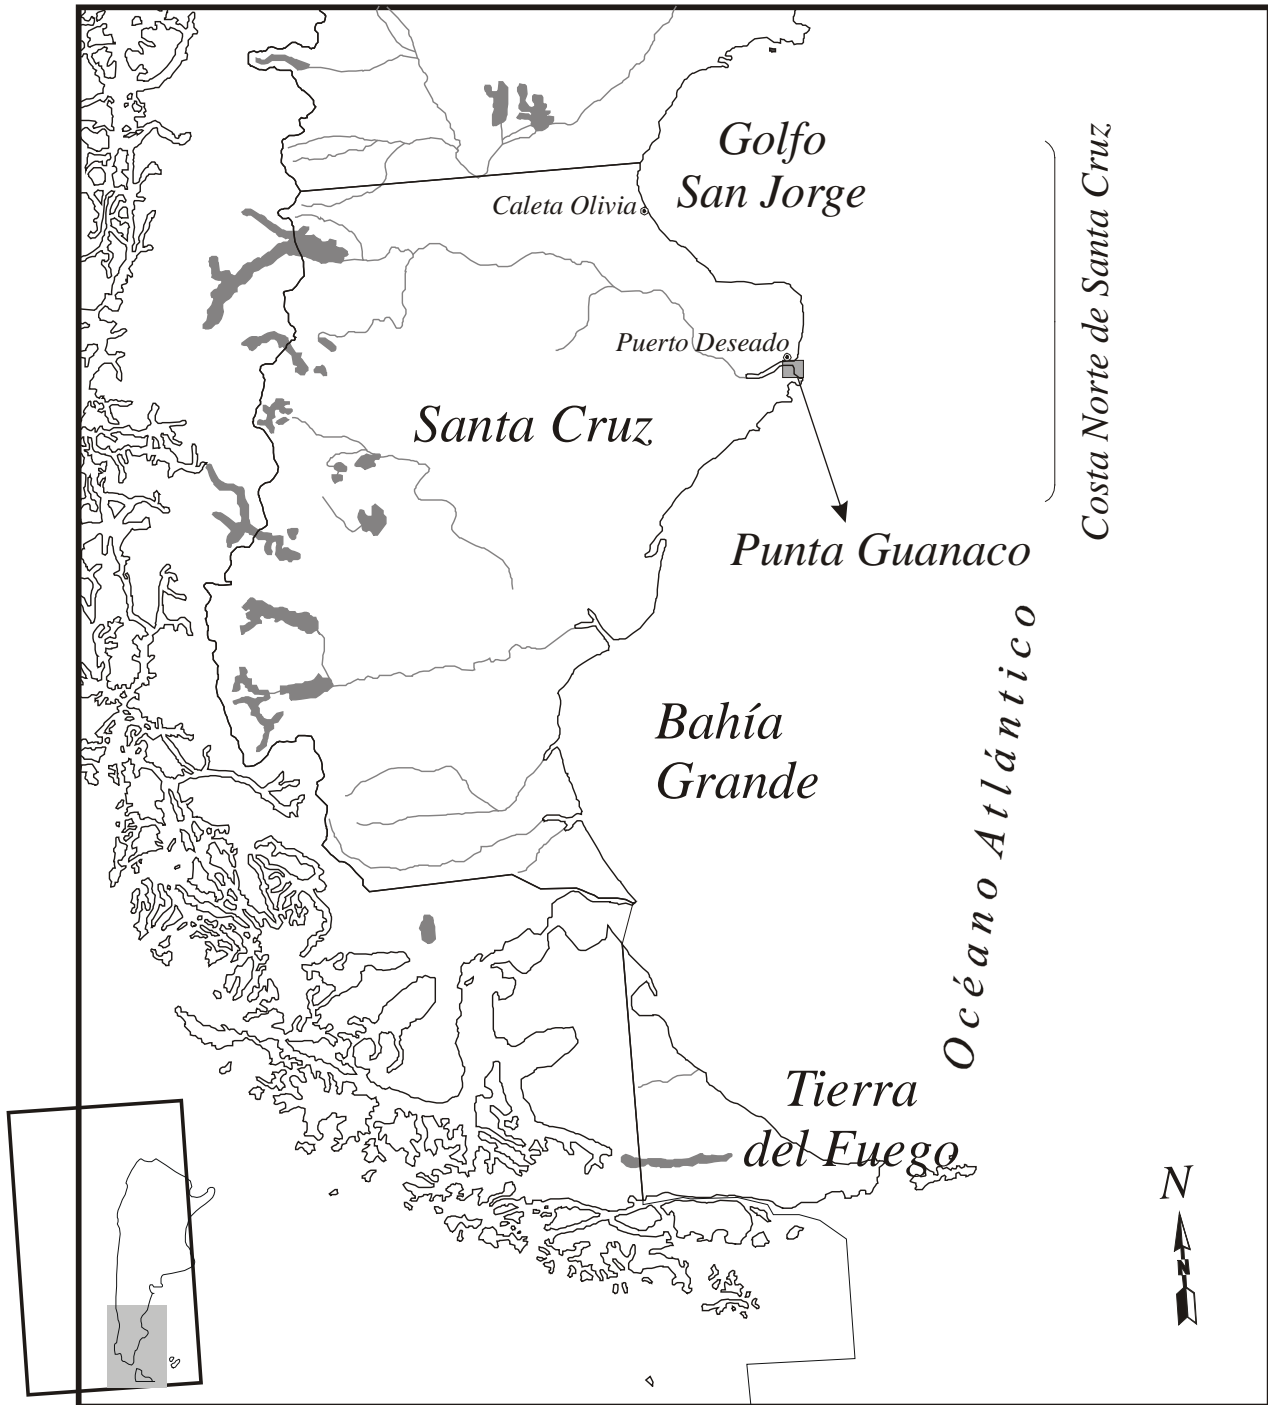 Golfo
San Jorge
Caleta Olivia
Costa Norte de Santa Cruz
Puerto Deseado
Santa Cruz
Punta Guanaco
Océano Atlántico
Bahía
Grande
Tierra
del Fuego
N
N